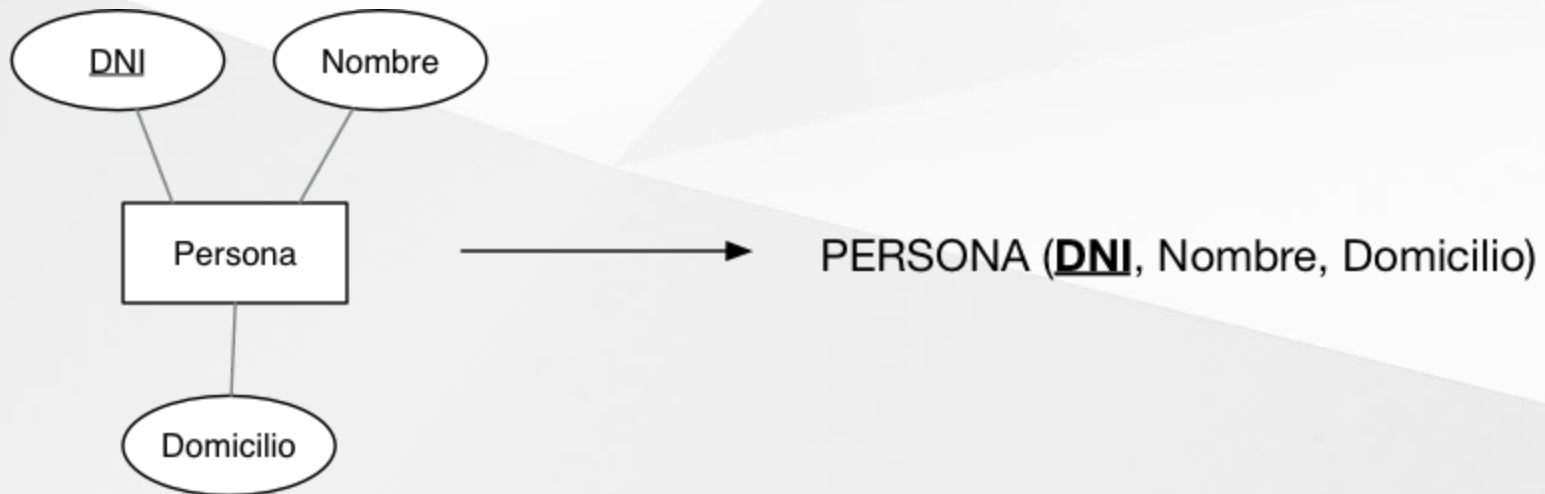 DNI
Nombre
Persona
PERSONA (DNI, Nombre, Domicilio)
Domicilio